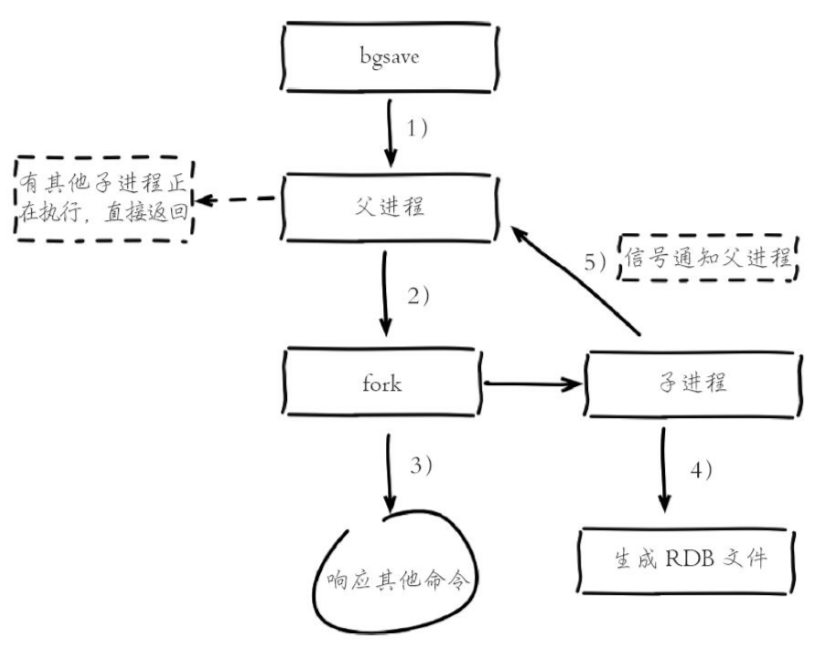 bgsave
1)
有其他子进程正
在执行，直接返回
父进程
5)
信号通知父进程
2)
fork
子进程
3)
4)
响应其他命令
生成 RDB 文件